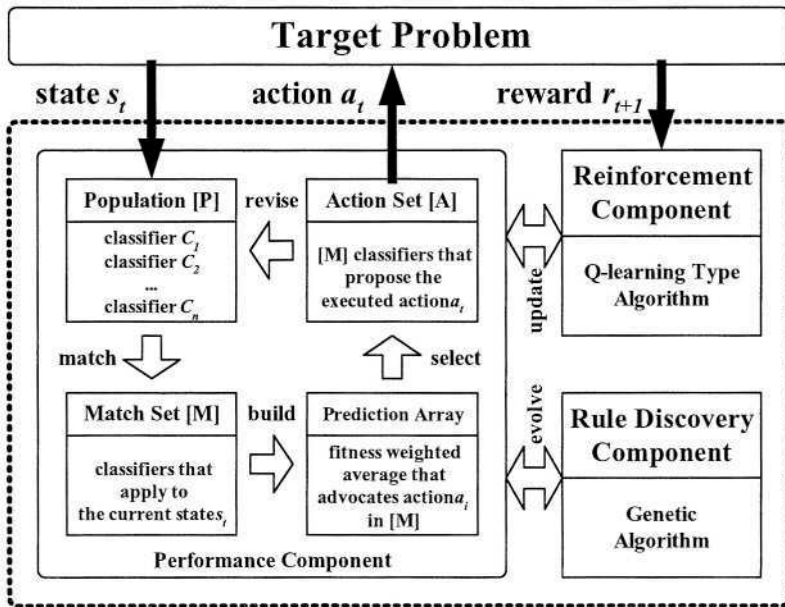 Target Problem
state s_t
action a_t
reward r_{t+1}
Population [P]
classifier C_1
classifier C_2
...
classifier C_n
revise
Action Set [A]
[M] classifiers that
propose the
executed action a_t
Reinforcement
Component
Q-learning Type
Algorithm
update
match
select
Match Set [M]
classifiers that
apply to
the current state s_t
build
Prediction Array
fitness weighted
average that
advocates action a_i
in [M]
evolve
Rule Discovery
Component
Genetic
Algorithm
Performance Component